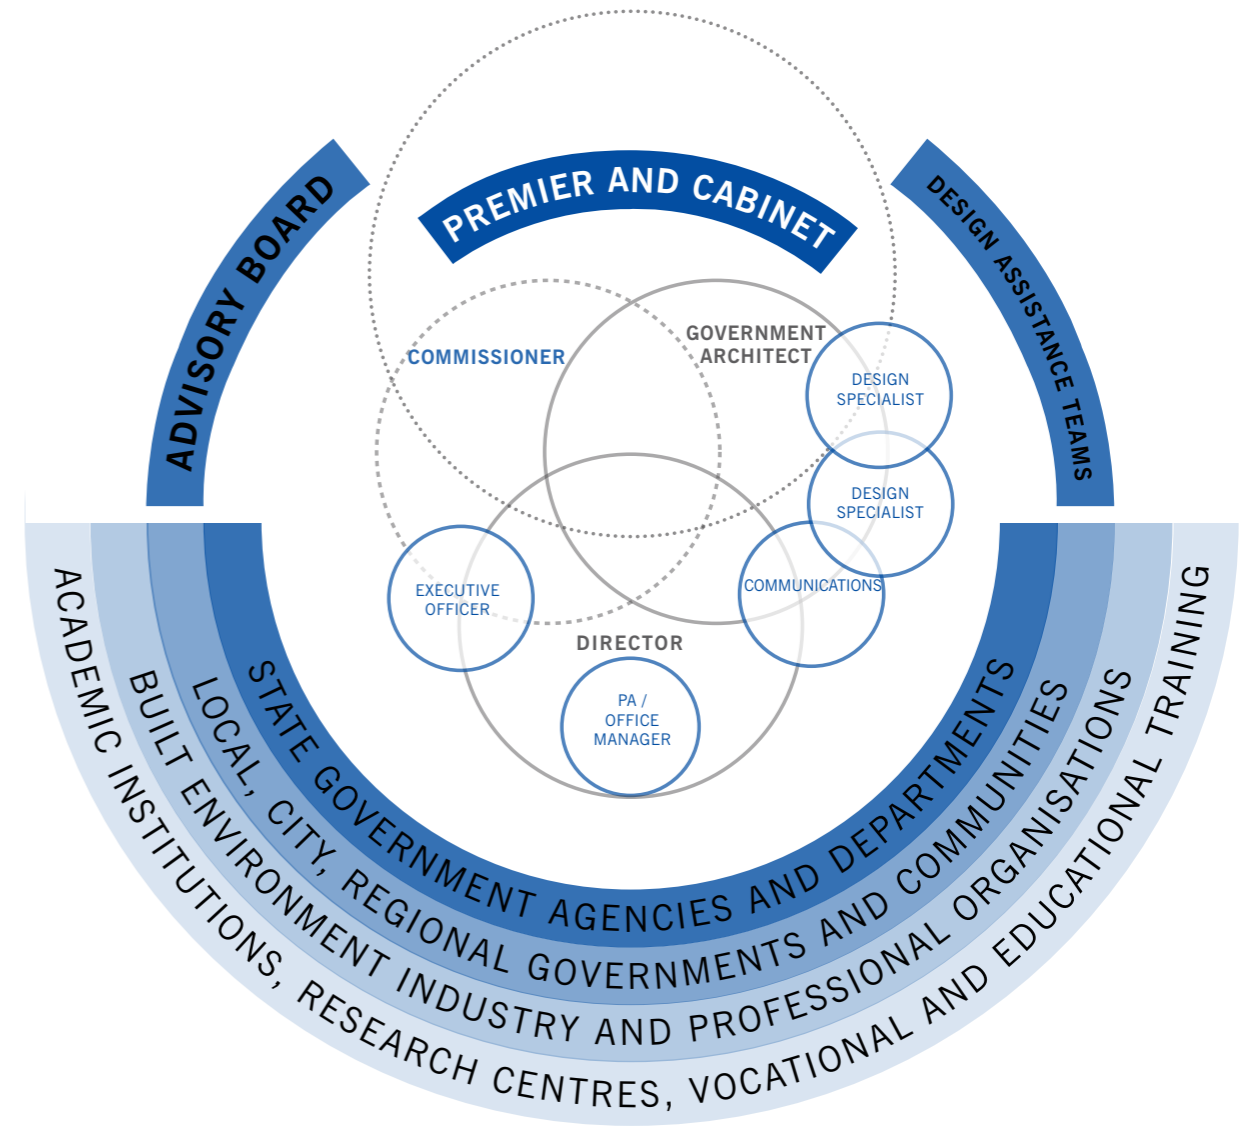 PREMIER AND CABINET
ADVISORY BOARD
DESIGN ASSISTANCE TEAMS
COMMISSIONER
GOVERNMENT
ARCHITECT
DESIGN
SPECIALIST
DESIGN
SPECIALIST
EXECUTIVE
OFFICER
COMMUNICATIONS
DIRECTOR
PA /
OFFICE
MANAGER
STATE GOVERNMENT AGENCIES AND DEPARTMENTS
LOCAL, CITY, REGIONAL GOVERNMENTS AND COMMUNITIES
BUILT ENVIRONMENT INDUSTRY AND PROFESSIONAL ORGANISATIONS
ACADEMIC INSTITUTIONS, RESEARCH CENTRES, VOCATIONAL AND EDUCATIONAL TRAINING